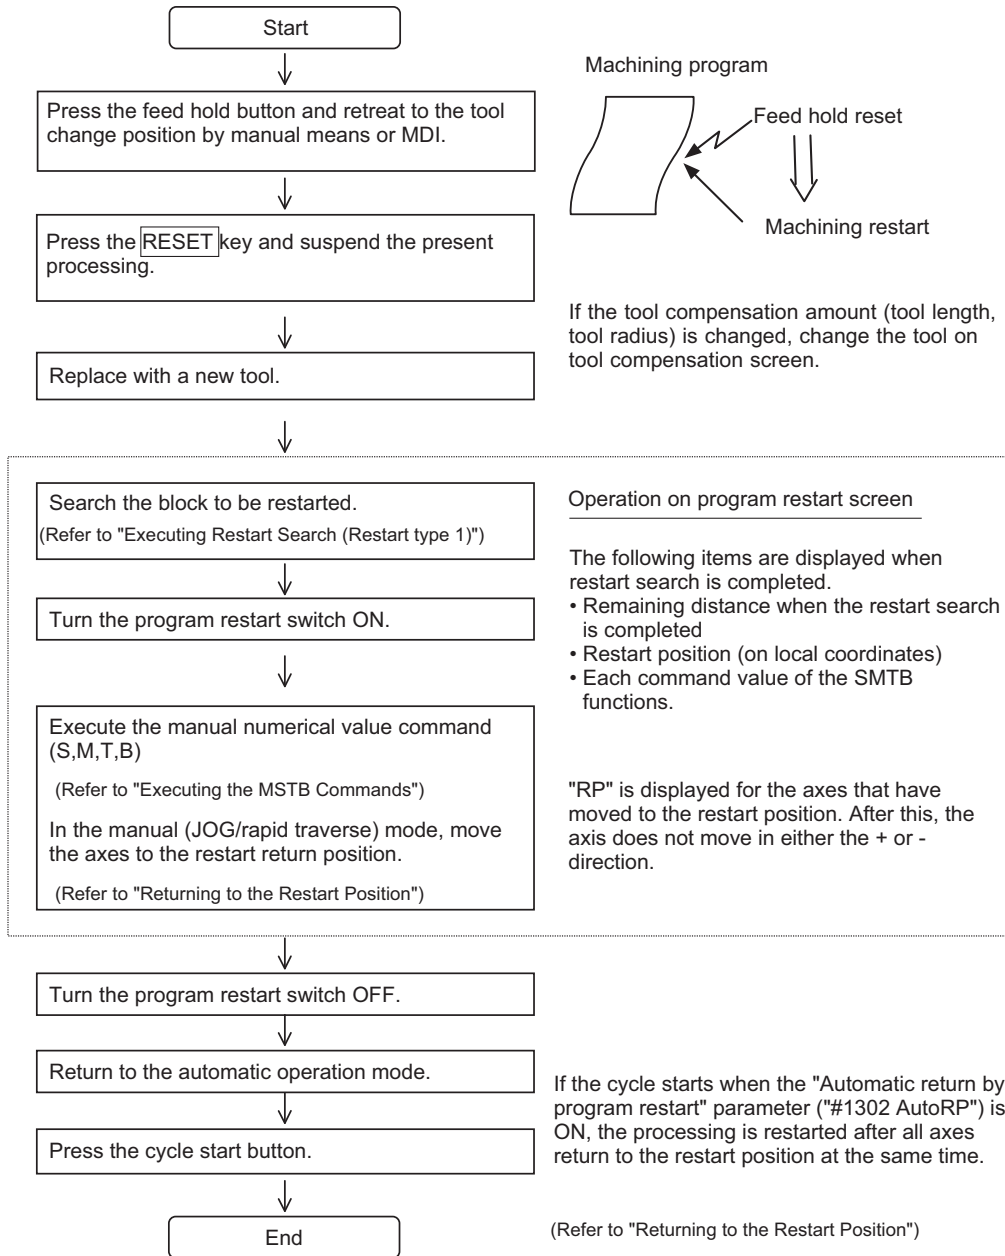 Start
Press the feed hold button and retreat to the tool
change position by manual means or MDI.
Machining program
Feed hold reset
Machining restart
Press the RESET key and suspend the present
processing.
If the tool compensation amount (tool length,
tool radius) is changed, change the tool on
tool compensation screen.
Replace with a new tool.
Search the block to be restarted.
(Refer to "Executing Restart Search (Restart type 1)")
Operation on program restart screen
The following items are displayed when
restart search is completed.
• Remaining distance when the restart search
is completed
• Restart position (on local coordinates)
• Each command value of the SMTB
functions.
Turn the program restart switch ON.
Execute the manual numerical value command
(S,M,T,B)
(Refer to "Executing the MSTB Commands")
In the manual (JOG/rapid traverse) mode, move
the axes to the restart return position.
(Refer to "Returning to the Restart Position")
"RP" is displayed for the axes that have
moved to the restart position. After this, the
axis does not move in either the + or -
direction.
Turn the program restart switch OFF.
Return to the automatic operation mode.
If the cycle starts when the "Automatic return by
program restart" parameter ("#1302 AutoRP") is
ON, the processing is restarted after all axes
return to the restart position at the same time.
Press the cycle start button.
End
(Refer to "Returning to the Restart Position")